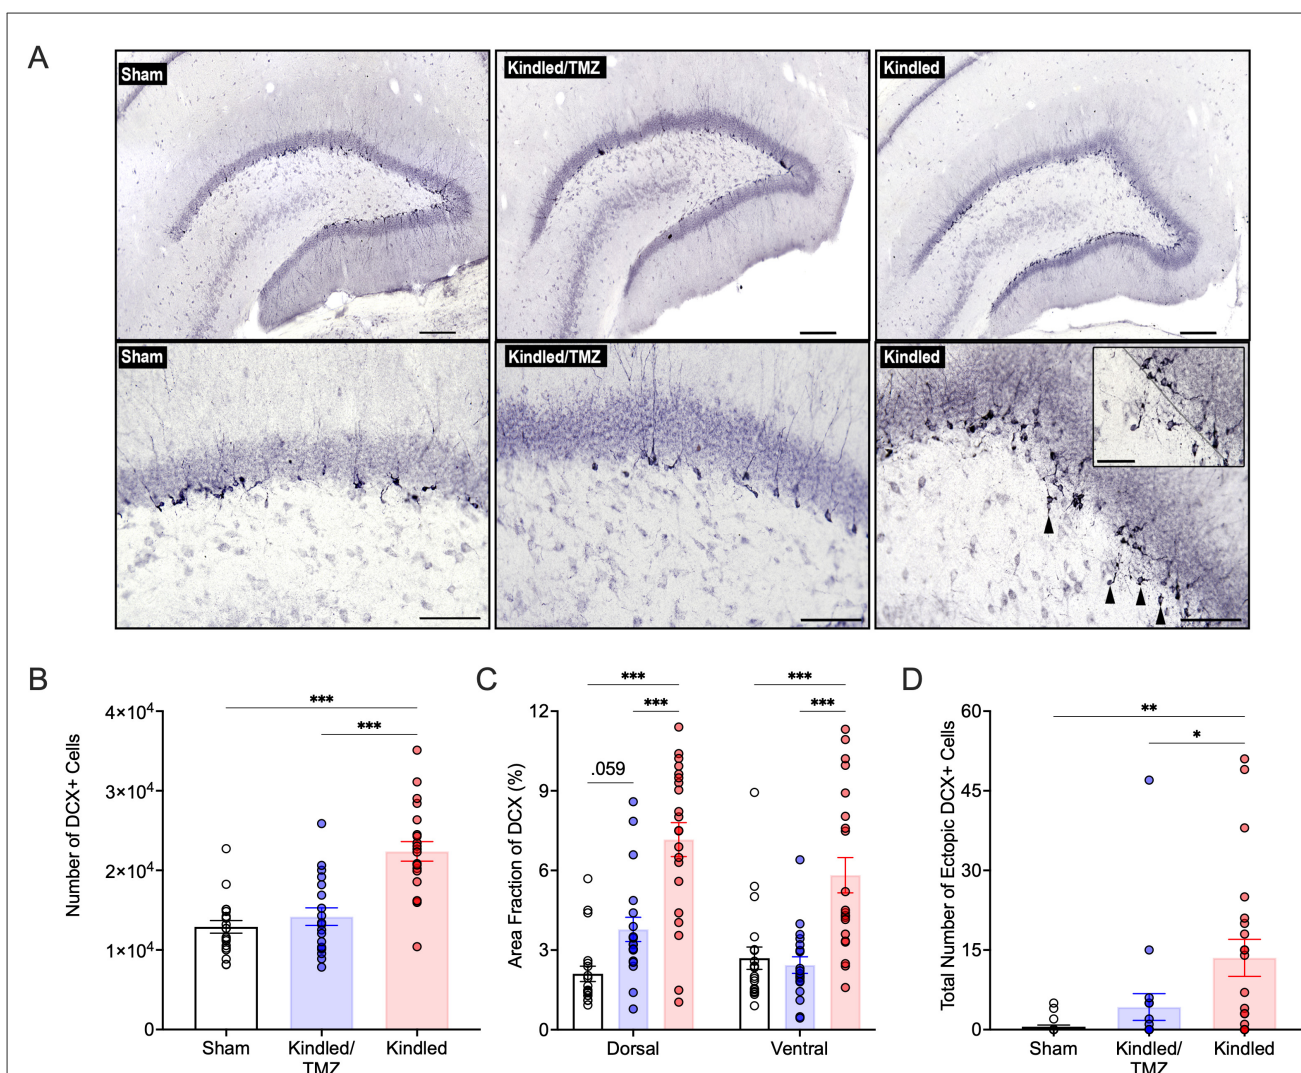 A
Sham
Kindled/TMZ
Kindled
Sham
Kindled/TMZ
Kindled
B
Number of DCX+ Cells
4×10⁴
3×10⁴
2×10⁴
1×10⁴
0
***
***
Sham
Kindled/
TMZ
Kindled
C
Area Fraction of DCX (%)
12
9
6
3
0
***
***
.059
***
***
Dorsal
Ventral
D
Total Number of Ectopic DCX+ Cells
60
45
30
15
0
**
*
Sham
Kindled/
TMZ
Kindled